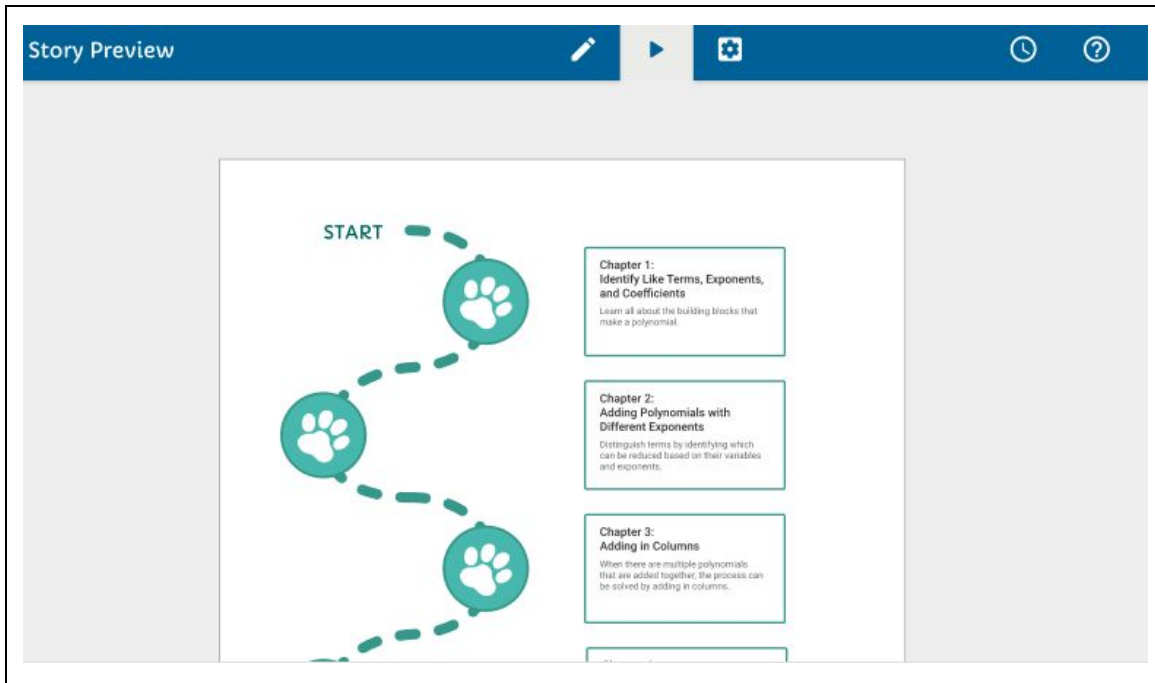 Story Preview
START
Chapter 1:
Identify Like Terms, Exponents,
and Coefficients
Learn all about the building blocks that
make a polynomial.
Chapter 2:
Adding Polynomials with
Different Exponents
Distinguish terms by identifying which
can be reduced based on their variables
and exponents.
Chapter 3:
Adding in Columns
When there are multiple polynomials
that are added together, the process can
be solved by adding in columns.